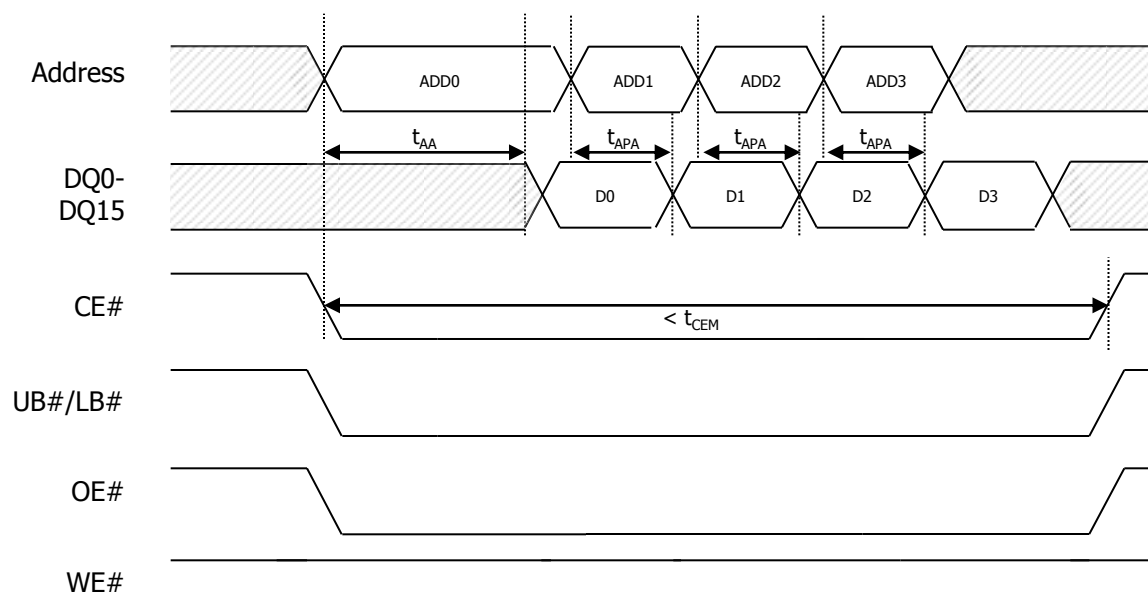 Address
ADD0
ADD1
ADD2
ADD3
tAA
tAPA
tAPA
tAPA
DQ0-
DQ15
D0
D1
D2
D3
CE#
< tCEM
UB#/LB#
OE#
WE#